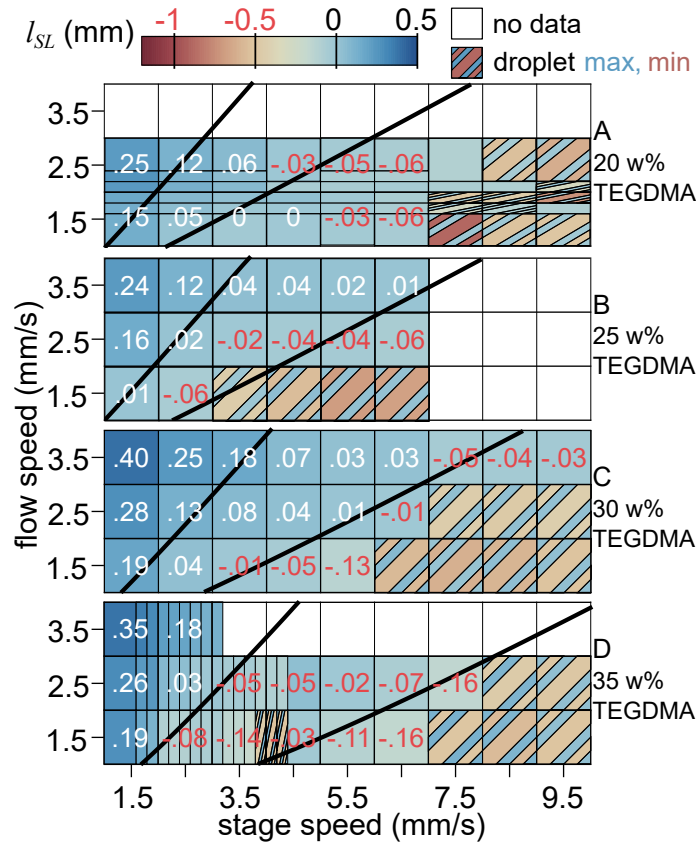 l_SL (mm)
-1 0 0.5
no data
droplet max, min
3.5
2.5
1.5
A
20 w%
TEGDMA
.25 .12 .06 -.03 -.05 -.06
.15 .05 0 0 -.03 -.06
3.5
2.5
1.5
B
25 w%
TEGDMA
.24 .12 .04 .04 .02 .01
.16 .02 -.02 -.04 -.04 -.06
.01 -.06
flow speed (mm/s)
3.5
2.5
1.5
C
30 w%
TEGDMA
.40 .25 .18 .07 .03 .03 -.05 -.04 -.03
.28 .13 .08 .04 .01 -.01
.19 .04 -.01 -.05 -.13
3.5
2.5
1.5
D
35 w%
TEGDMA
.35 .18
.26 .03 -.05 -.05 -.02 -.07 -.16
.19 -.08 -.14 -.03 -.11 -.16
1.5 3.5 5.5 7.5 9.5
stage speed (mm/s)